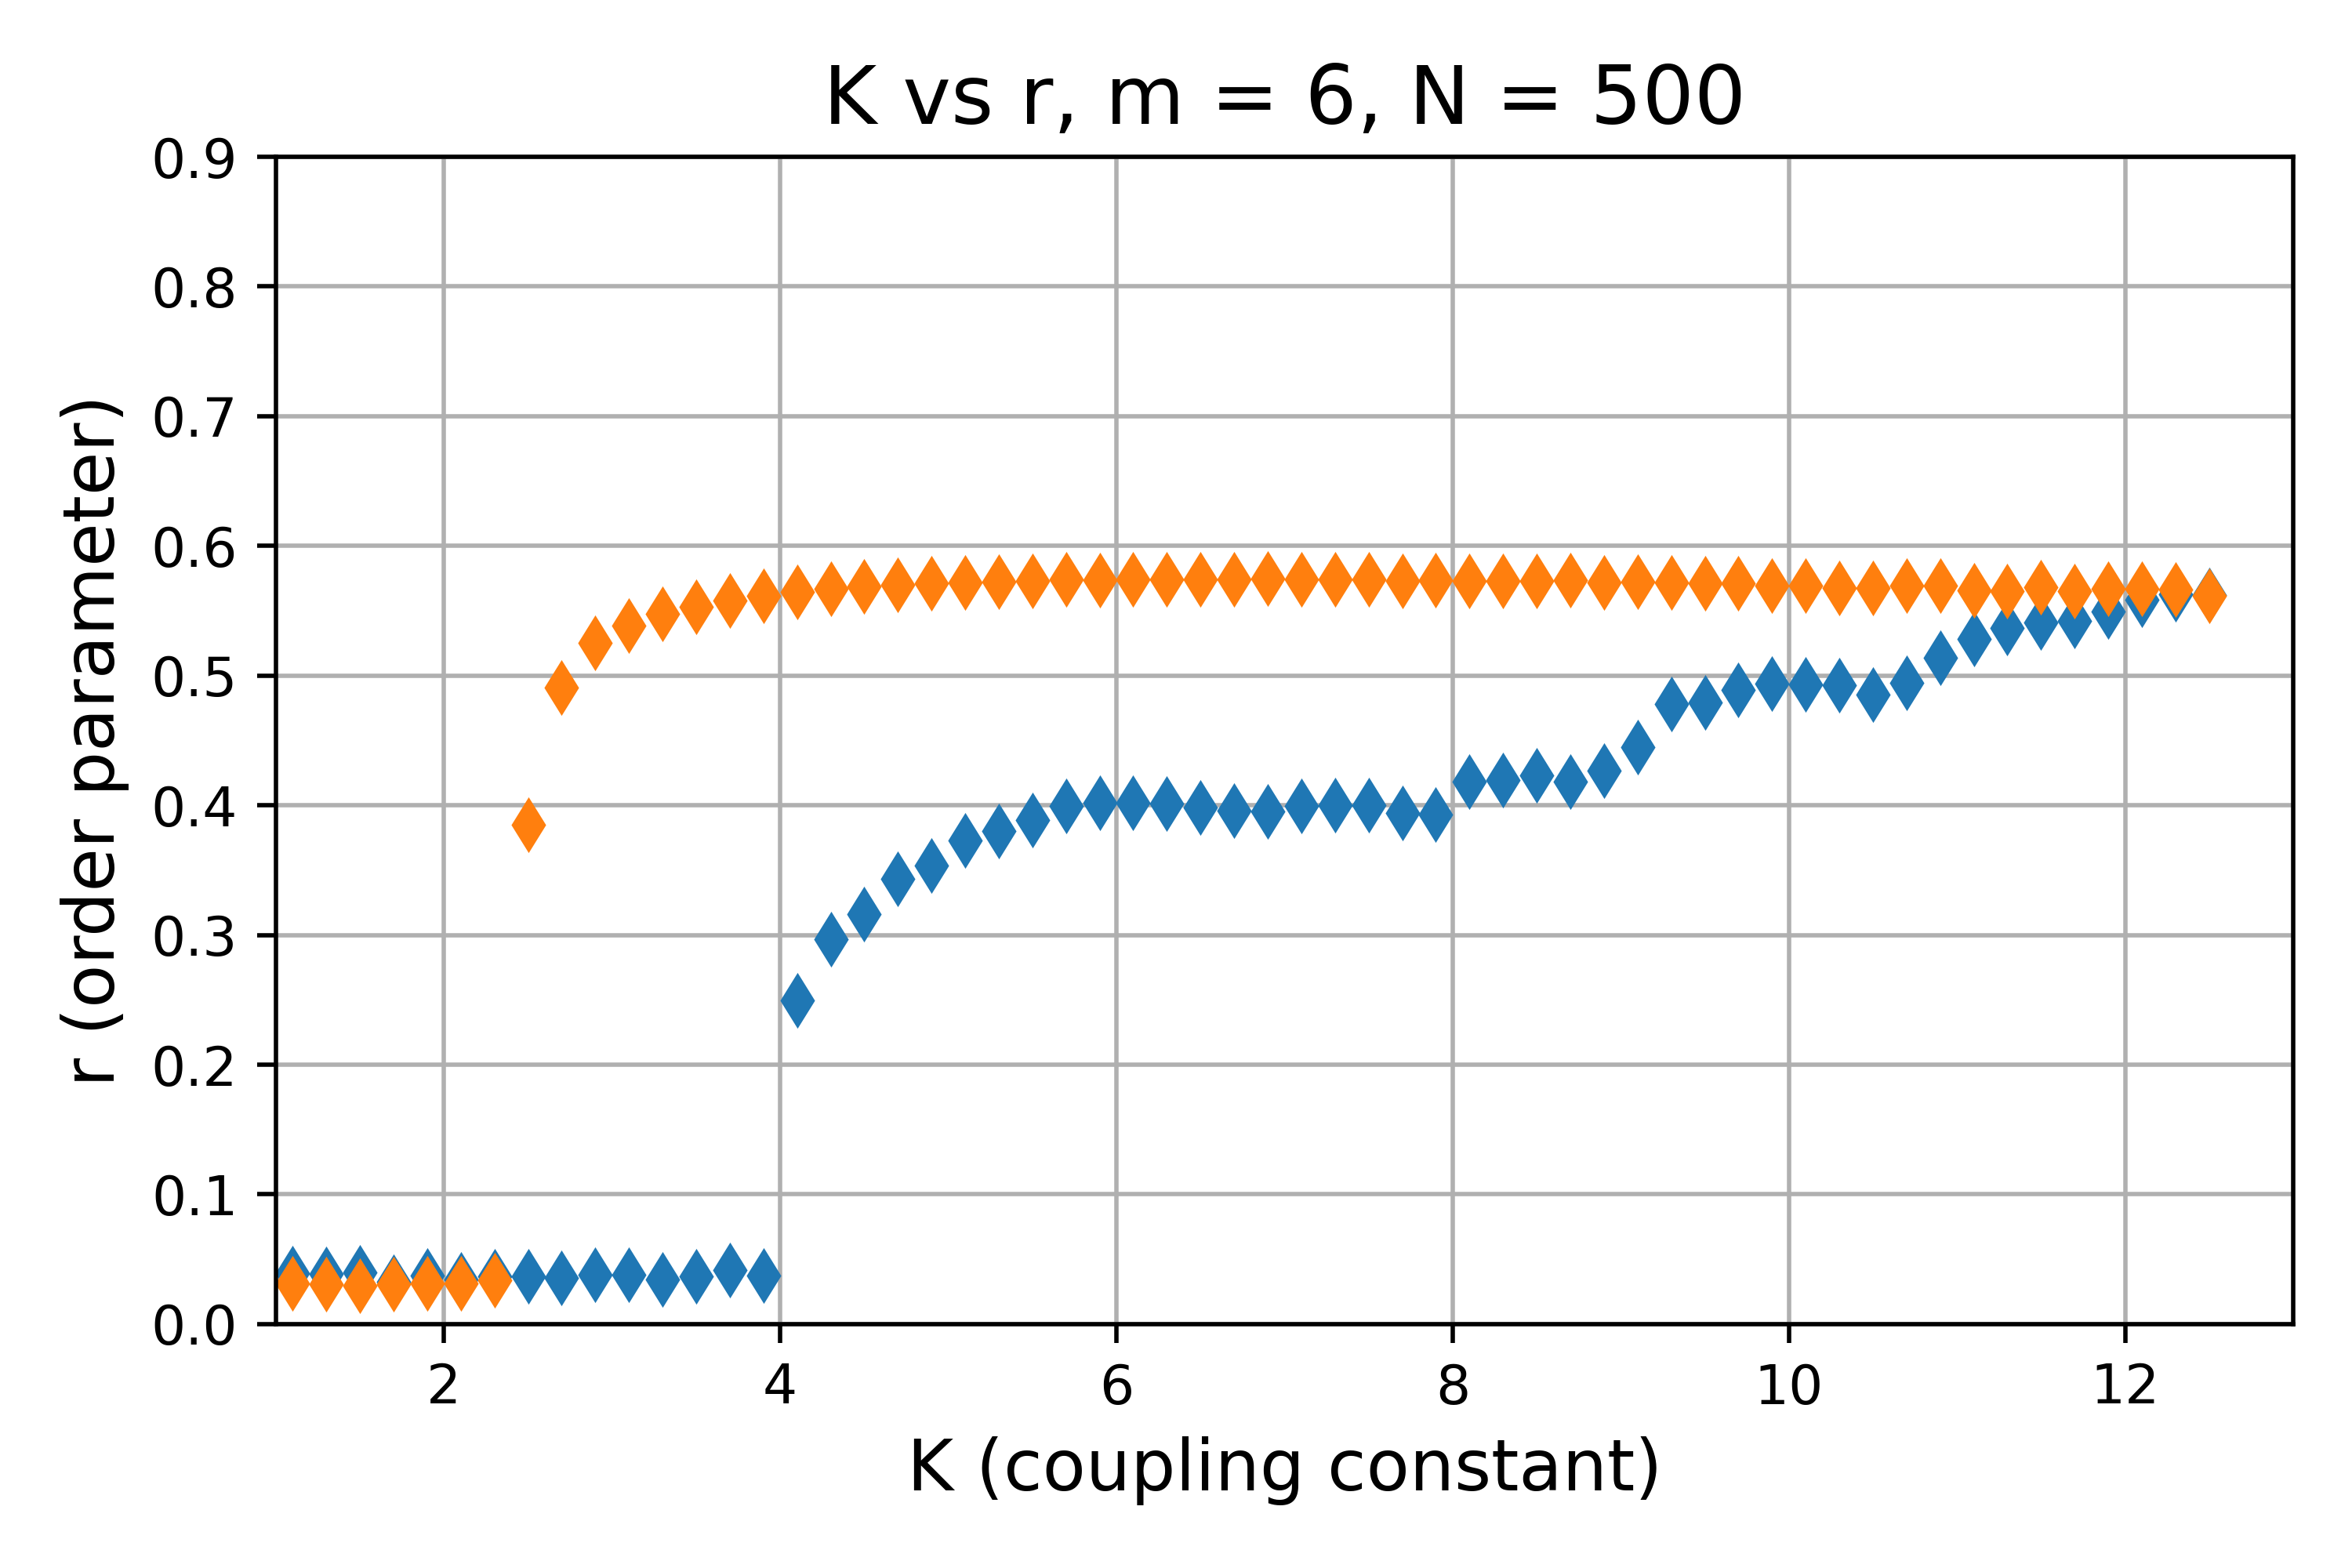 K vs r, m = 6, N = 500
r (order parameter)
0.9
0.8
0.7
0.6
0.5
0.4
0.3
0.2
0.1
0.0
2 4 6 8 10 12
K (coupling constant)